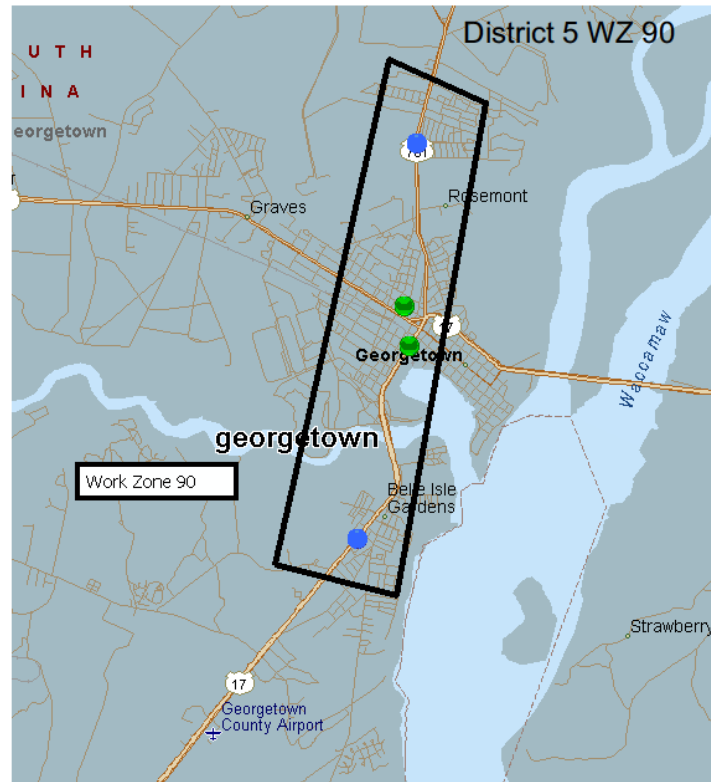 District 5 WZ 90
U T H
I N A
eorgetown
r
Graves
Rosemont
Georgetown
Waccamaw
georgetown
Work Zone 90
Belle Isle
Gardens
Strawberry
17
Georgetown
County Airport